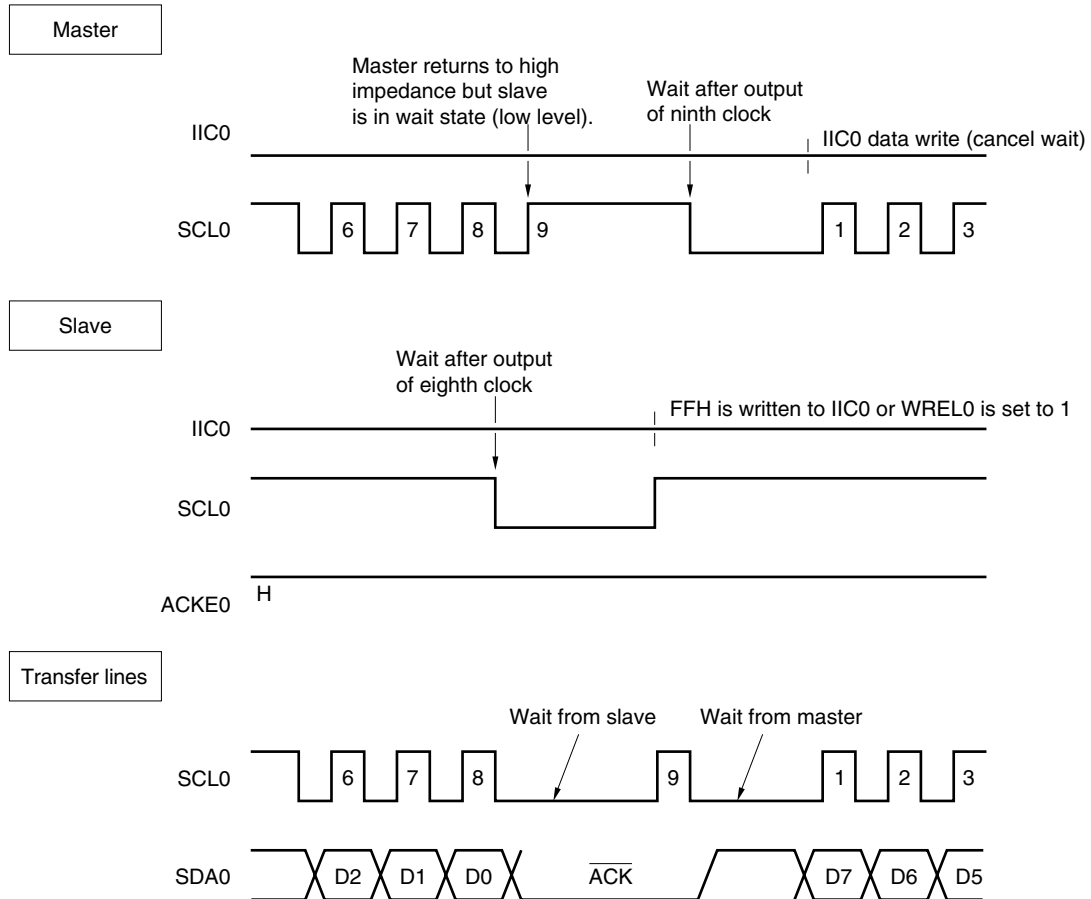 Master
Master returns to high
impedance but slave
is in wait state (low level).
Wait after output
of ninth clock
IIC0
IIC0 data write (cancel wait)
SCL0
6 7 8 9 1 2 3
Slave
Wait after output
of eighth clock
FFH is written to IIC0 or WREL0 is set to 1
IIC0
SCL0
H
ACKE0
Transfer lines
Wait from slave Wait from master
SCL0
6 7 8 9 1 2 3
SDA0
D2 D1 D0 ACK D7 D6 D5